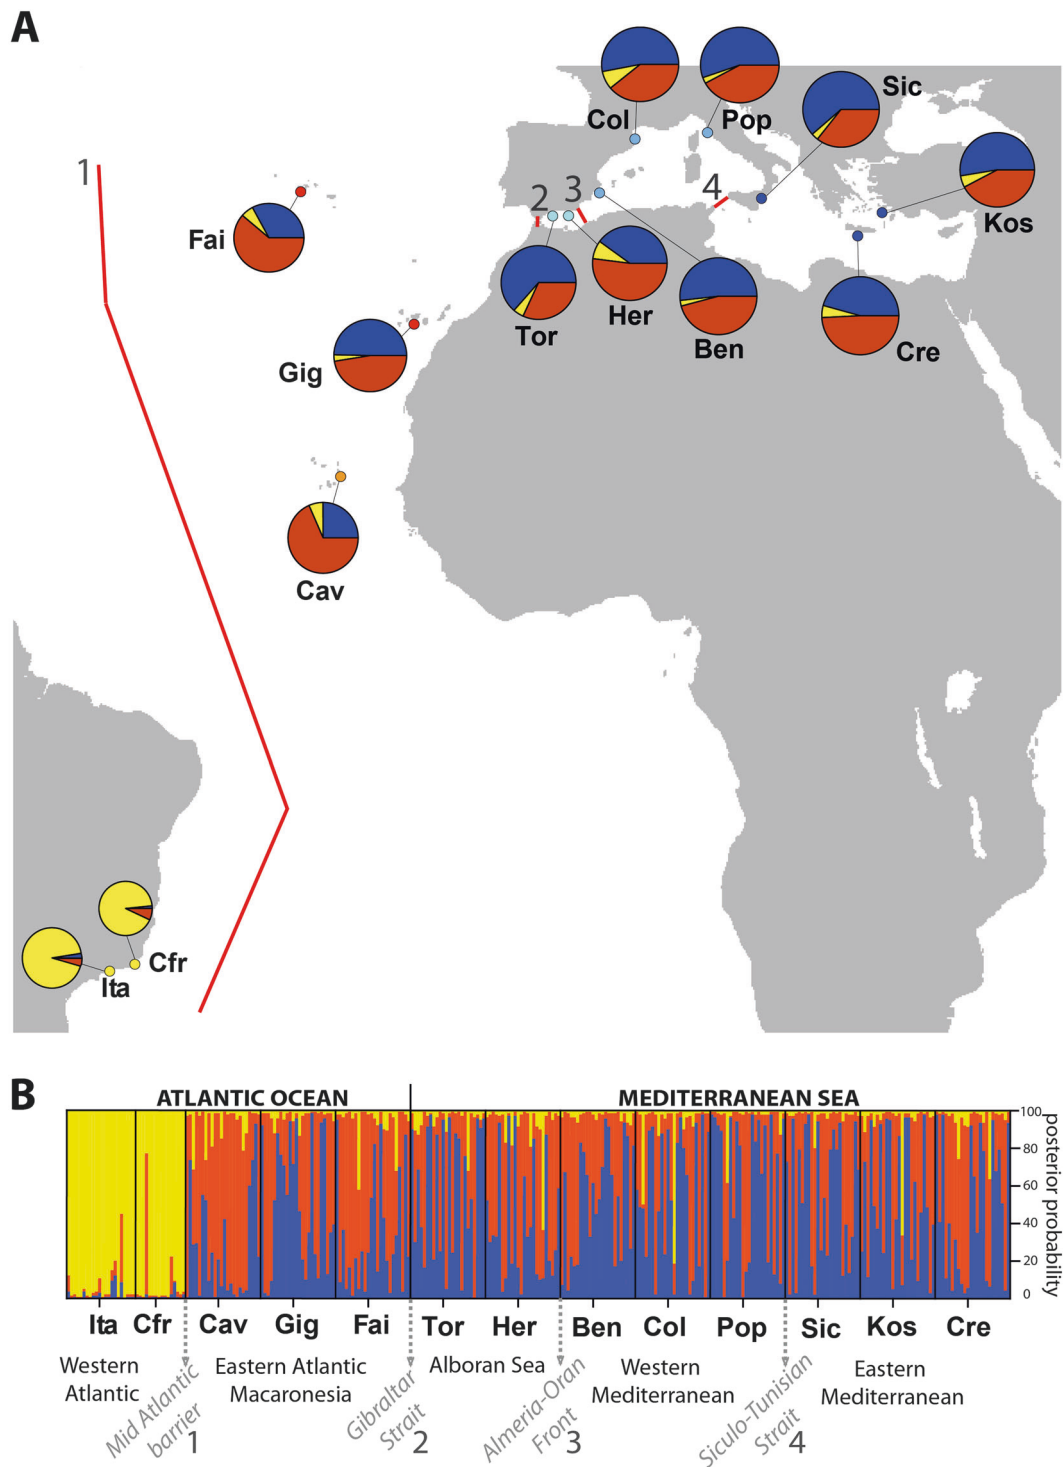 A
Col
Pop
Sic
1
2
3
4
Kos
Fai
Tor
Her
Ben
Cre
Gig
Cav
Cfr
Ita
B
ATLANTIC OCEAN
MEDITERRANEAN SEA
100
80
60
40
20
0
posterior probability
Ita Cfr Cav Gig Fai Tor Her Ben Col Pop Sic Kos Cre
Western
Atlantic
Mid Atlantic
barrier
1
Eastern Atlantic
Macaronesia
Gibraltar
Strait
2
Alboran Sea
Almeria-Oran
Front
3
Western
Mediterranean
Siculo-Tunisian
Strait
4
Eastern
Mediterranean